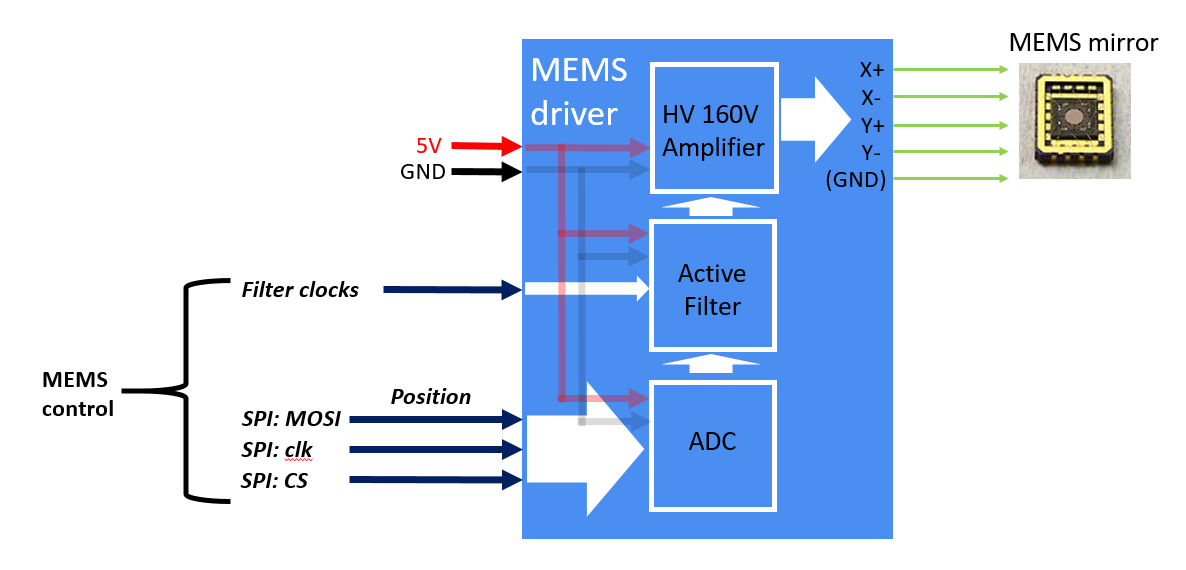 MEMS mirror
MEMS
driver
HV 160V
Amplifier
X+
X-
Y+
Y-
(GND)
5V
GND
Active
Filter
Filter clocks
MEMS
control
Position
SPI: MOSI
SPI: clk
SPI: CS
ADC